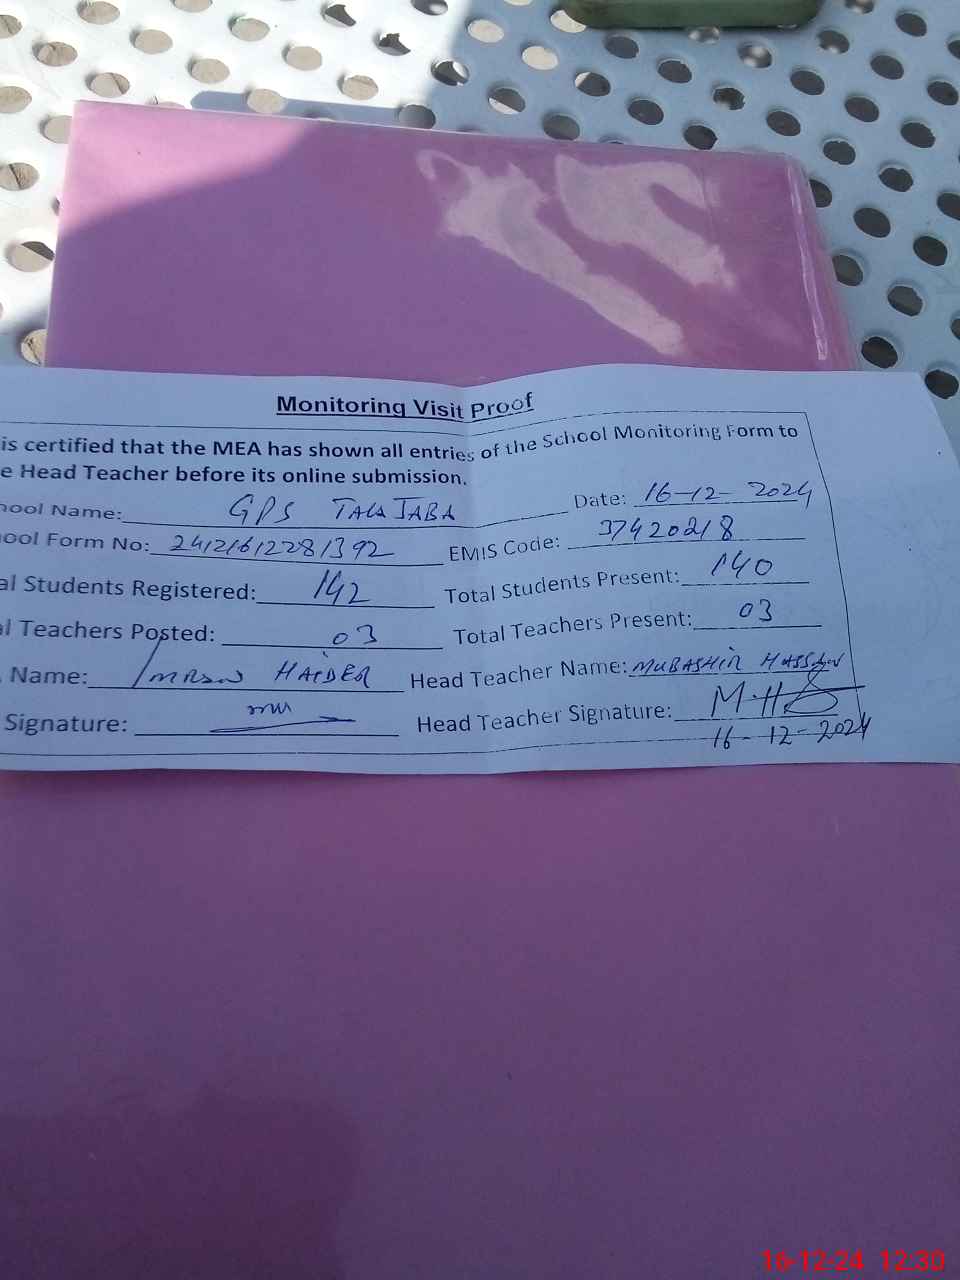 Monitoring Visit Proof
is certified that the MEA has shown all entries of the School Monitoring Form to
e Head Teacher before its online submission.
hool Name: GPS TALA JABA Date: 16-12-2024
ool Form No: 24121612281392 EMIS Code: 37420218
al Students Registered: 142 Total Students Present: 140
al Teachers Posted: 03 Total Teachers Present: 03
Name: IMRAN HAIDER Head Teacher Name: MUBASHIR HASSAN
Signature: Head Teacher Signature:
16-12-2024
16-12-24 12:30